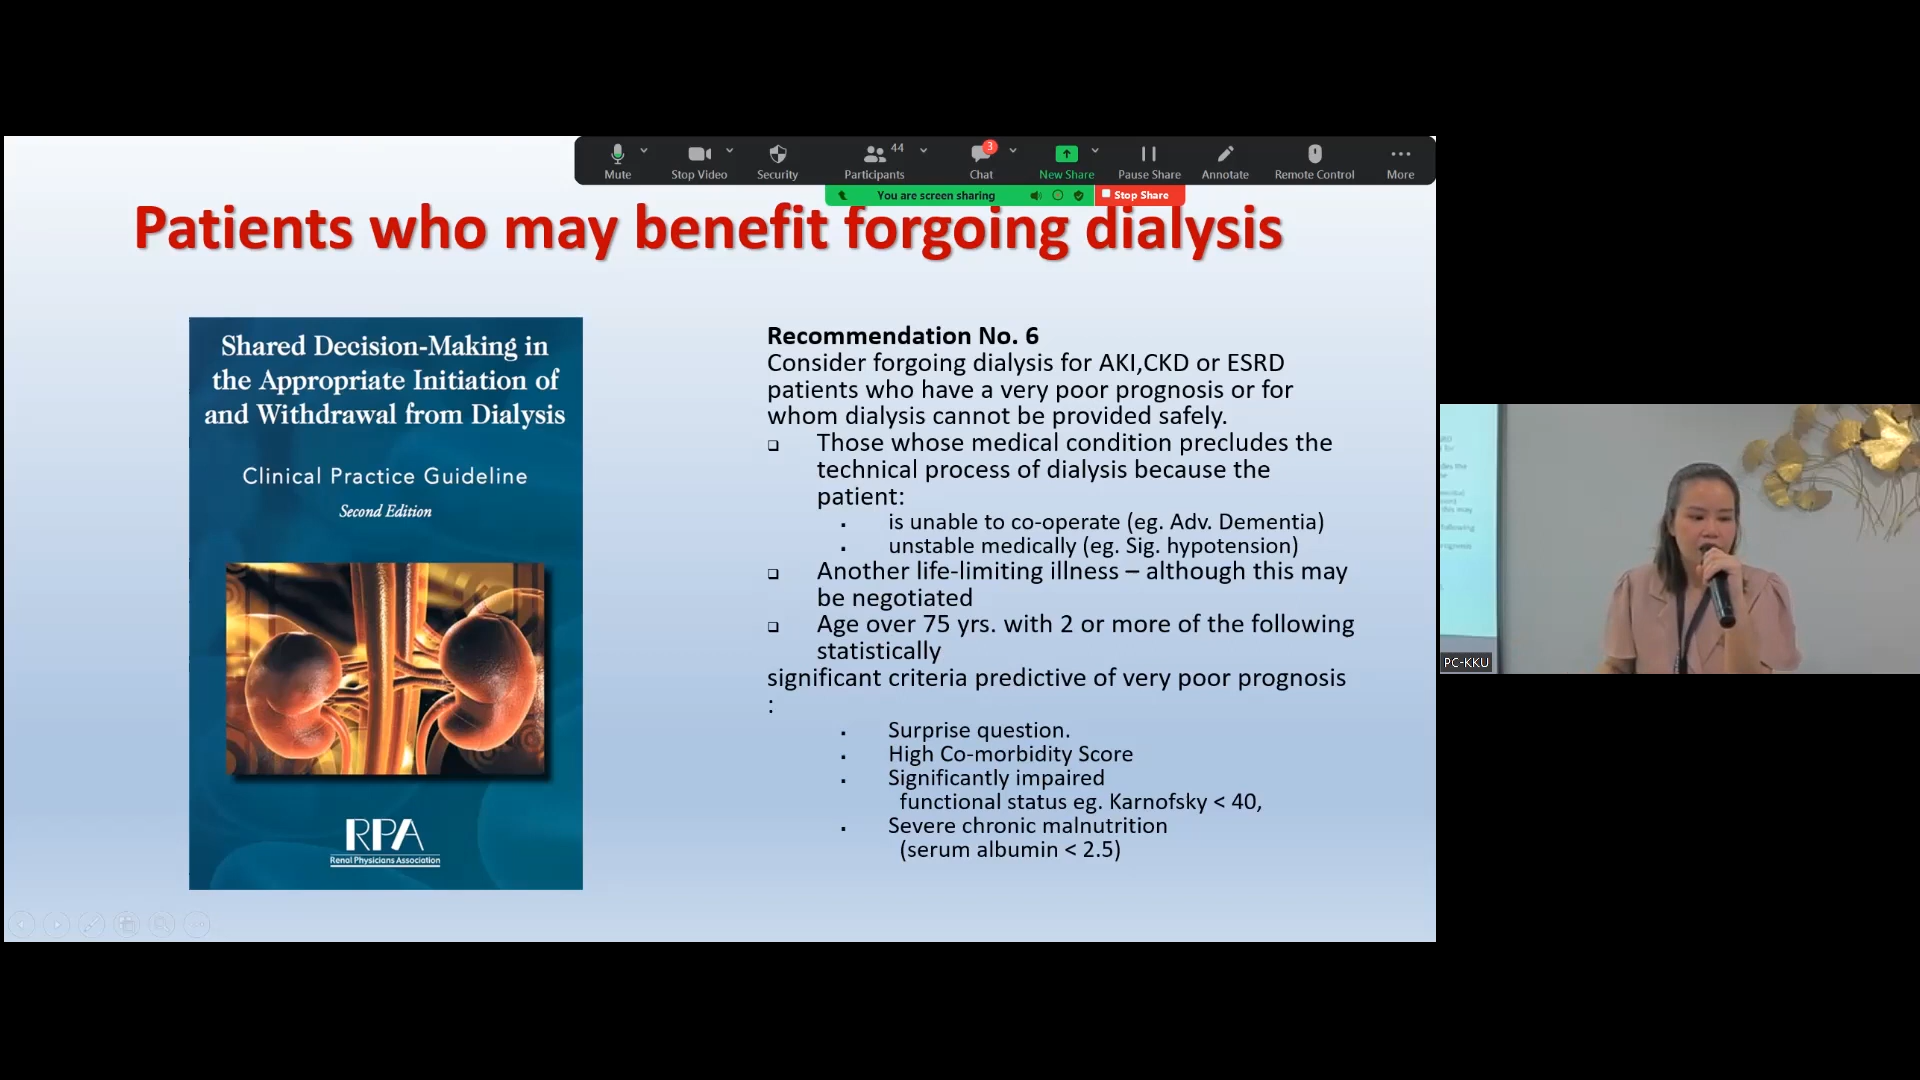 Mute
Stop Video
Security
44
Participants
3
Chat
New Share
Pause Share
Annotate
Remote Control
More
You are screen sharing
Stop Share
Patients who may benefit forgoing dialysis
Shared Decision-Making in
the Appropriate Initiation of
and Withdrawal from Dialysis
Clinical Practice Guideline
Second Edition
RPA
Renal Physicians Association
Recommendation No. 6
Consider forgoing dialysis for AKI,CKD or ESRD
patients who have a very poor prognosis or for
whom dialysis cannot be provided safely.
Those whose medical condition precludes the
technical process of dialysis because the
patient:
is unable to co-operate (eg. Adv. Dementia)
unstable medically (eg. Sig. hypotension)
Another life-limiting illness – although this may
be negotiated
Age over 75 yrs. with 2 or more of the following
statistically
significant criteria predictive of very poor prognosis
:
Surprise question.
High Co-morbidity Score
Significantly impaired
functional status eg. Karnofsky < 40,
Severe chronic malnutrition
(serum albumin < 2.5)
PC-KKU